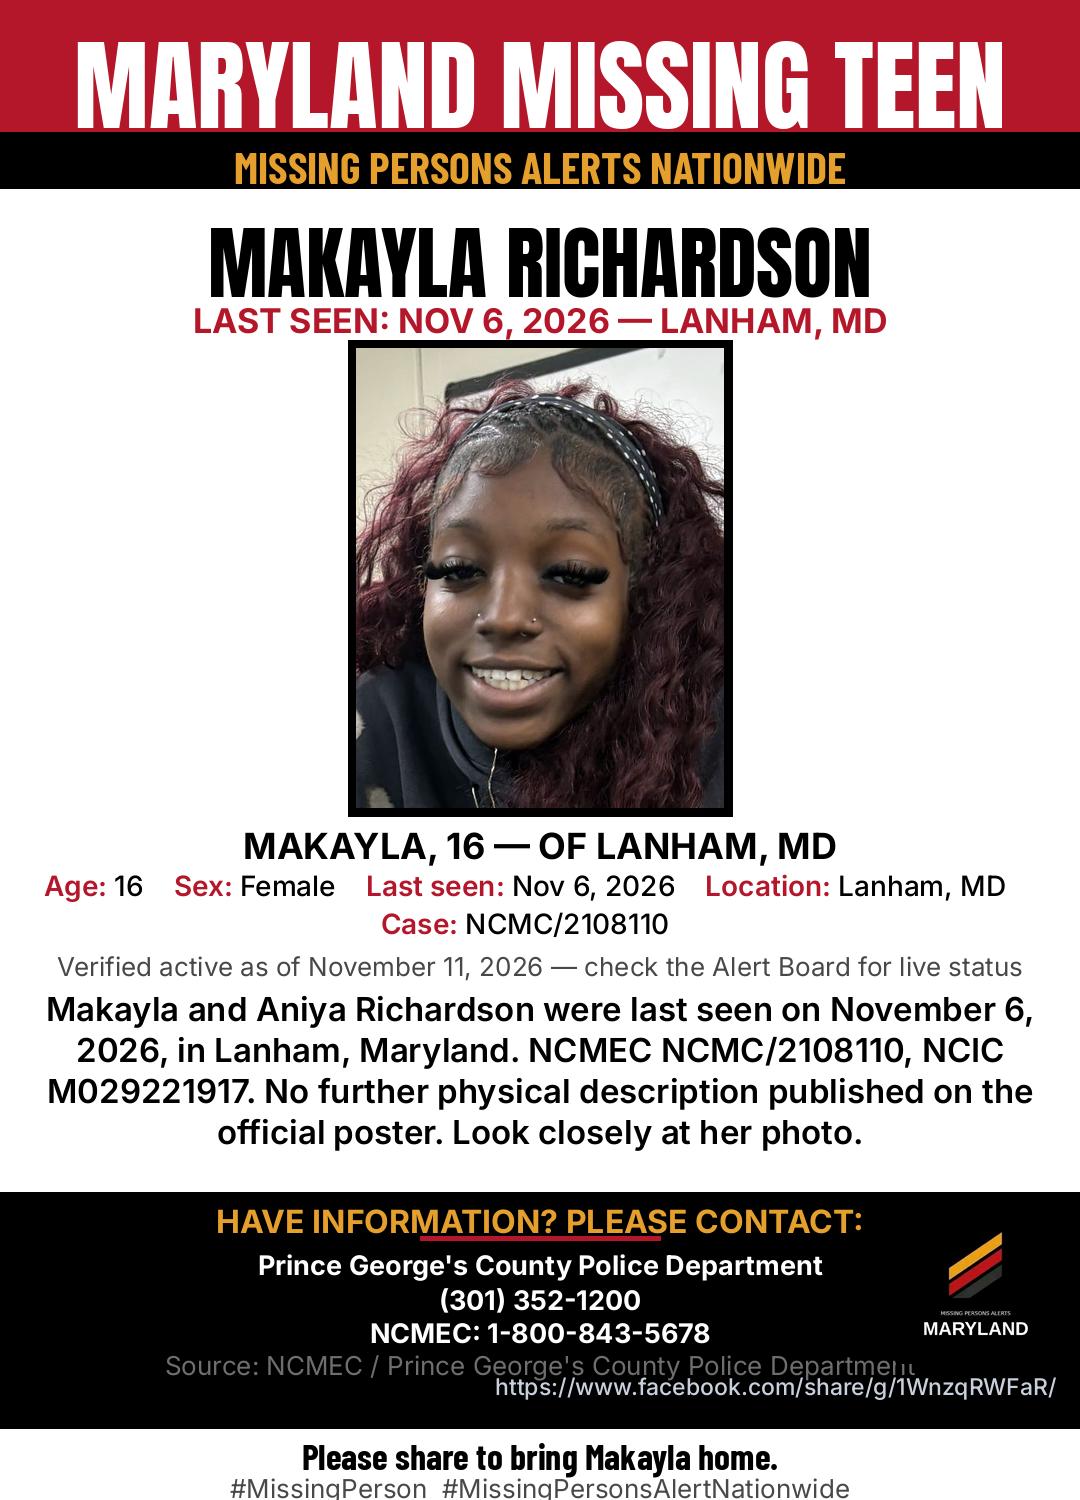 MARYLAND MISSING TEEN
MISSING PERSONS ALERTS NATIONWIDE
MAKAYLA RICHARDSON
LAST SEEN: NOV 6, 2026 — LANHAM, MD
MAKAYLA, 16 — OF LANHAM, MD
Age: 16 Sex: Female Last seen: Nov 6, 2026 Location: Lanham, MD
Case: NCMC/2108110
Verified active as of November 11, 2026 — check the Alert Board for live status
Makayla and Aniya Richardson were last seen on November 6,
2026, in Lanham, Maryland. NCMEC NCMC/2108110, NCIC
M029221917. No further physical description published on the
official poster. Look closely at her photo.
HAVE INFORMATION? PLEASE CONTACT:
Prince George's County Police Department
(301) 352-1200
NCMEC: 1-800-843-5678
MISSING PERSONS ALERTS
MARYLAND
Source: NCMEC / Prince George's County Police Department
https://www.facebook.com/share/g/1WnzqRWFaR/
Please share to bring Makayla home.
#MissingPerson #MissingPersonsAlertNationwide